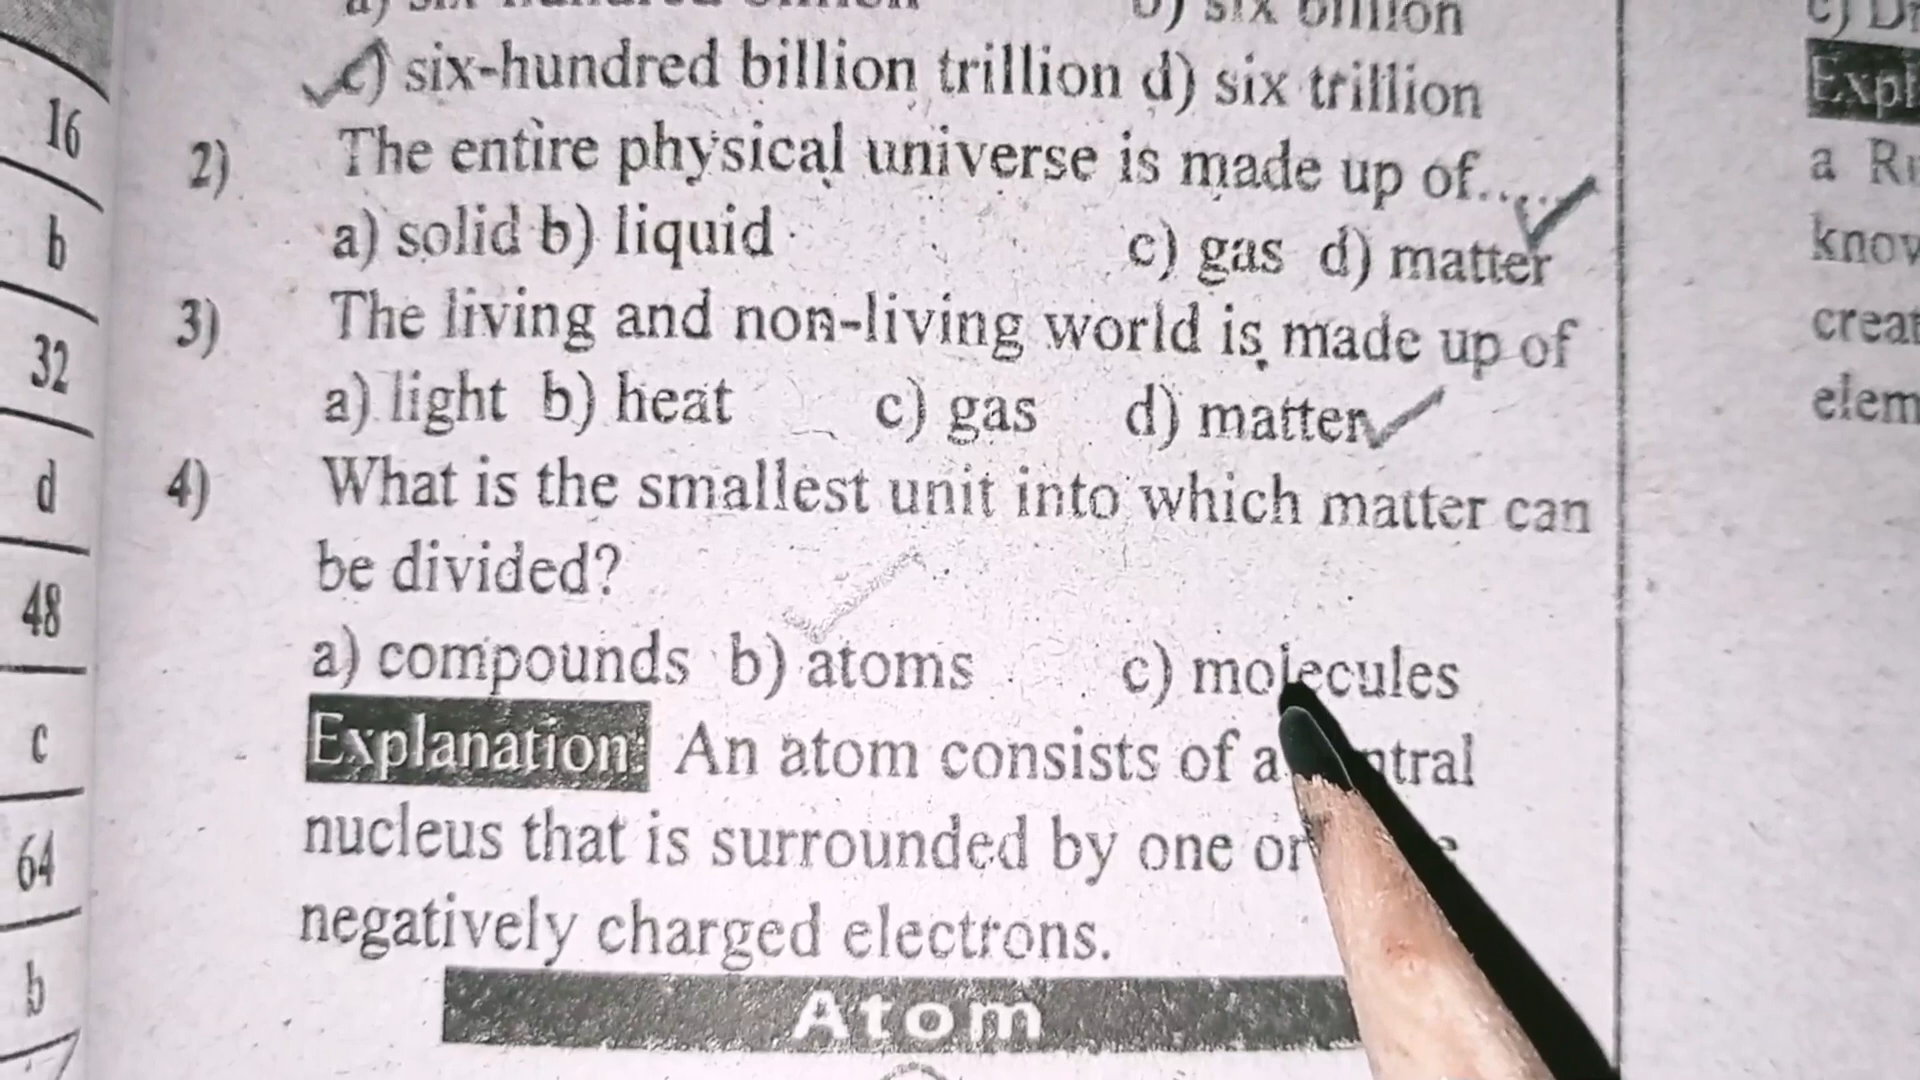 b) six billion
c) six-hundred billion trillion d) six trillion
2) The entire physical universe is made up of.....
a) solid b) liquid c) gas d) matter
3) The living and non-living world is made up of
a) light b) heat c) gas d) matter
4) What is the smallest unit into which matter can
be divided?
a) compounds b) atoms c) molecules
Explanation: An atom consists of a
nucleus that is surrounded by one or
negatively charged electrons.
Atom
16
b
32
d
48
c
64
b
Expl
a
know
creat
elem